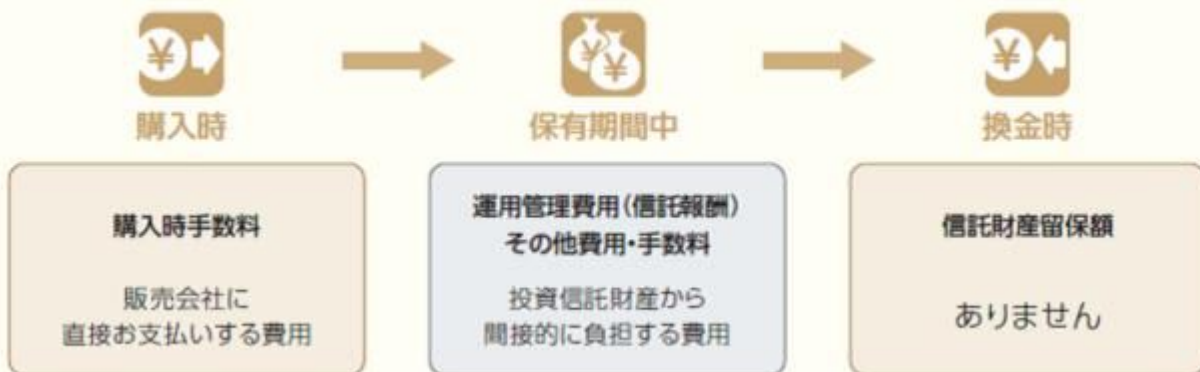 ¥
購入時
¥
¥
保有期間中
¥
換金時
購入時手数料
販売会社に
直接お支払いする費用
運用管理費用(信託報酬)
その他費用・手数料
投資信託財産から
間接的に負担する費用
信託財産留保額
ありません